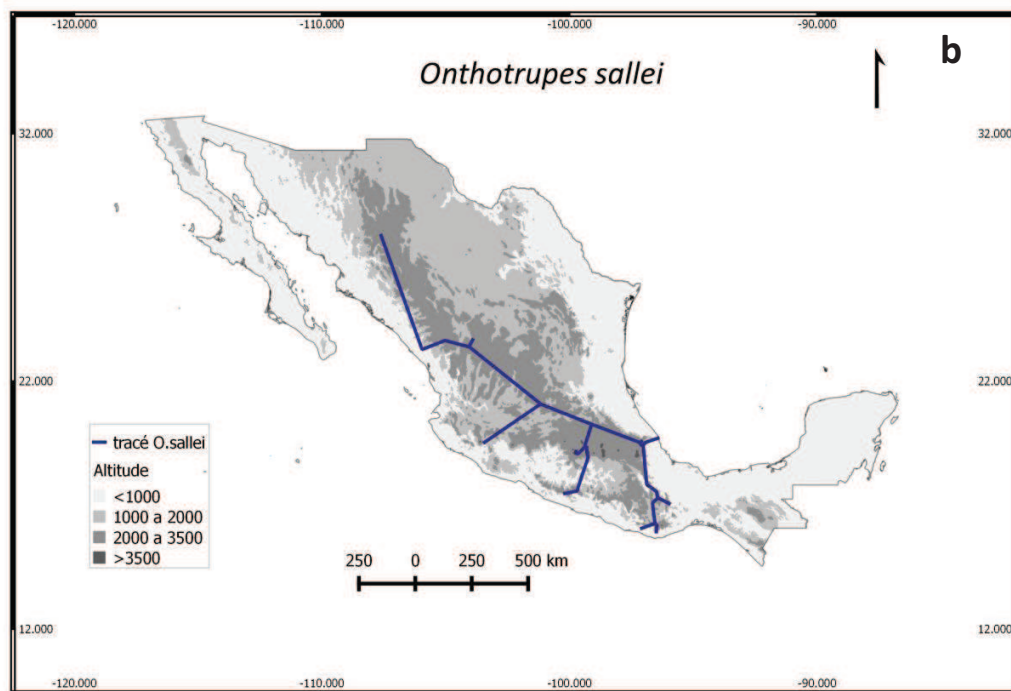 -120.000 -110.000 -100.000 -90.000
b
Onthotrupes sallei
32.000 32.000
22.000 22.000
tracé O.sallei
Altitude
<1000
1000 a 2000
2000 a 3500
>3500
250 0 250 500 km
12.000 12.000
-120.000 -110.000 -100.000 -90.000